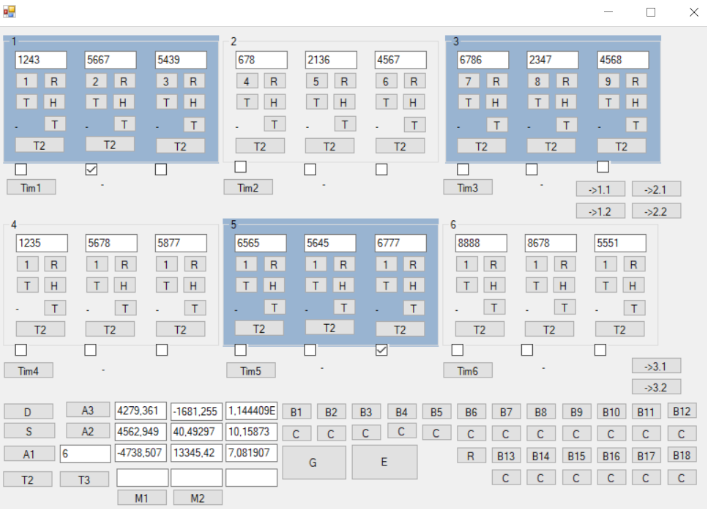 1 2 3
1243 5667 5439 678 2136 4567 6786 2347 4568
1 R 2 R 3 R 4 R 5 R 6 R 7 R 8 R 9 R
T H T H T H T H T H T H T H T H T H
- T - T - T - T - T - T - T - T - T
T2 T2 T2 T2 T2 T2 T2 T2 T2
Tim1 - Tim2 - Tim3 - ->1.1 ->2.1
->1.2 ->2.2
4 5 6
1235 5678 5877 6565 5645 6777 8888 8678 5551
1 R 1 R 1 R 1 R 1 R 1 R 1 R 1 R 1 R
T H T H T H T H T H T H T H T H T H
- T - T - T - T - T - T - T - T - T
T2 T2 T2 T2 T2 T2 T2 T2 T2
Tim4 - Tim5 - Tim6 - ->3.1
->3.2
D A3 4279,361 -1681,255 1,144409E B1 B2 B3 B4 B5 B6 B7 B8 B9 B10 B11 B12
S A2 4562,949 40,49297 10,15873 C C C C C C C C C C C C
A1 6 -4738,507 13345,42 7,081907 G E R B13 B14 B15 B16 B17 B18
T2 T3 C C C C C C
M1 M2